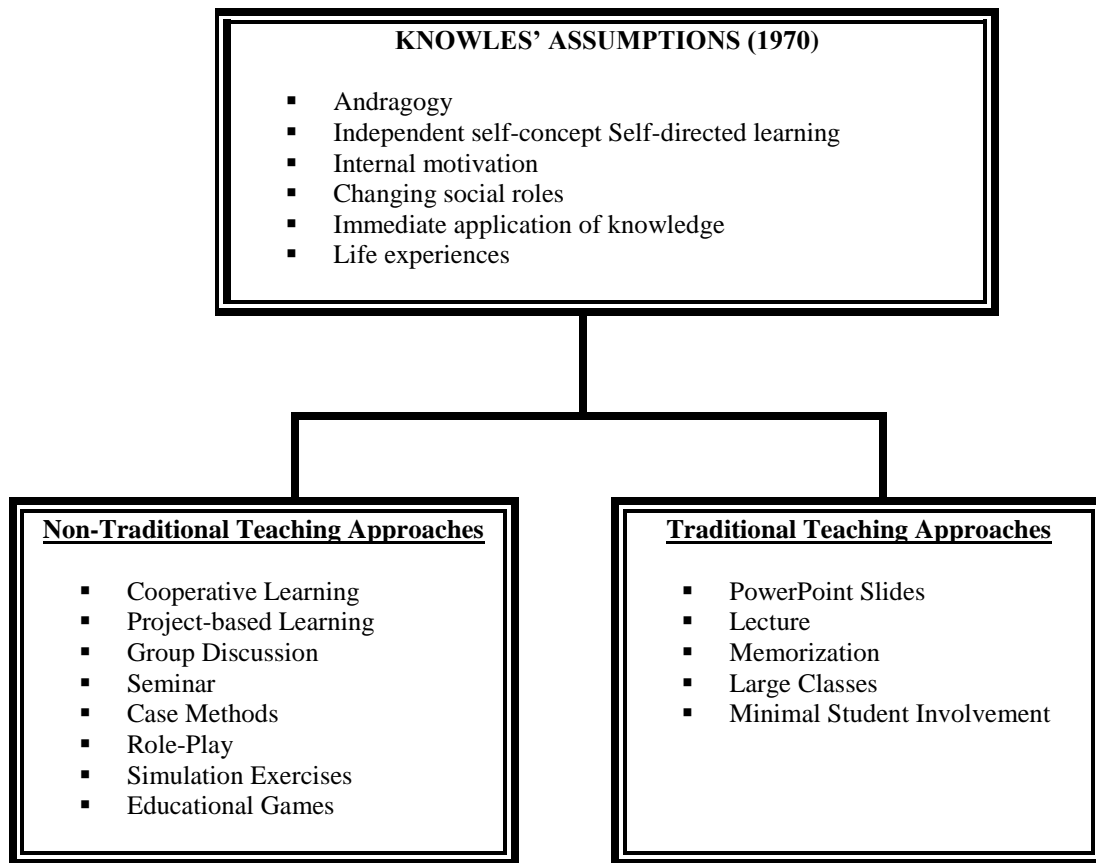 KNOWLES' ASSUMPTIONS (1970)
▪ Andragogy
▪ Independent self-concept Self-directed learning
▪ Internal motivation
▪ Changing social roles
▪ Immediate application of knowledge
▪ Life experiences
Non-Traditional Teaching Approaches
▪ Cooperative Learning
▪ Project-based Learning
▪ Group Discussion
▪ Seminar
▪ Case Methods
▪ Role-Play
▪ Simulation Exercises
▪ Educational Games
Traditional Teaching Approaches
▪ PowerPoint Slides
▪ Lecture
▪ Memorization
▪ Large Classes
▪ Minimal Student Involvement